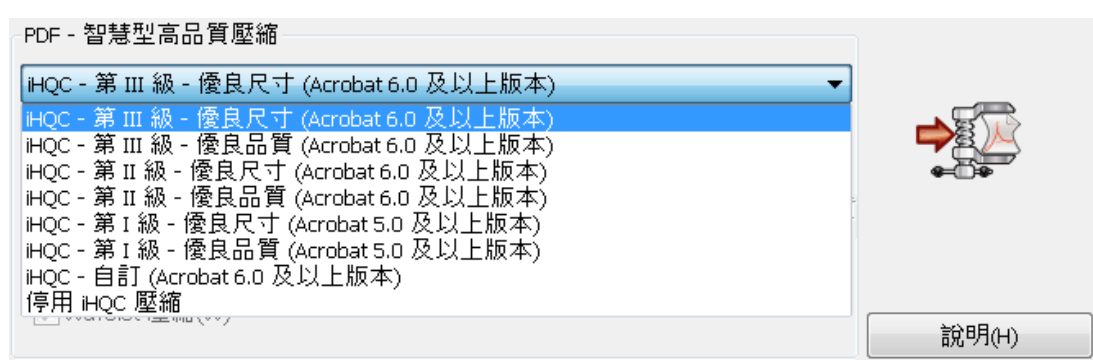 PDF - 智慧型高品質壓縮
iHQC - 第 III 級 - 優良尺寸 (Acrobat 6.0 及以上版本)
iHQC - 第 III 級 - 優良尺寸 (Acrobat 6.0 及以上版本)
iHQC - 第 III 級 - 優良品質 (Acrobat 6.0 及以上版本)
iHQC - 第 II 級 - 優良尺寸 (Acrobat 6.0 及以上版本)
iHQC - 第 II 級 - 優良品質 (Acrobat 6.0 及以上版本)
iHQC - 第 I 級 - 優良尺寸 (Acrobat 5.0 及以上版本)
iHQC - 第 I 級 - 優良品質 (Acrobat 5.0 及以上版本)
iHQC - 自訂 (Acrobat 6.0 及以上版本)
停用 iHQC 壓縮
說明(H)